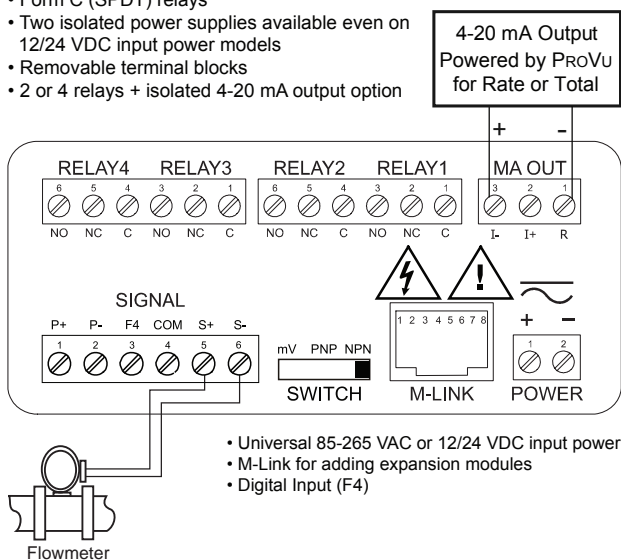 • Form C (SPDT) relays
• Two isolated power supplies available even on
12/24 VDC input power models
• Removable terminal blocks
• 2 or 4 relays + isolated 4-20 mA output option
4-20 mA Output
Powered by PROVU
for Rate or Total
+ -
RELAY4 RELAY3 RELAY2 RELAY1 MA OUT
6 5 4 3 2 1 6 5 4 3 2 1 3 2 1
NO NC C NO NC C NO NC C NO NC C I- I+ R
SIGNAL
P+ P- F4 COM S+ S-
1 2 3 4 5 6
mV PNP NPN
SWITCH
1 2 3 4 5 6 7 8
M-LINK
+ −
1 2
POWER
• Universal 85-265 VAC or 12/24 VDC input power
• M-Link for adding expansion modules
• Digital Input (F4)
Flowmeter